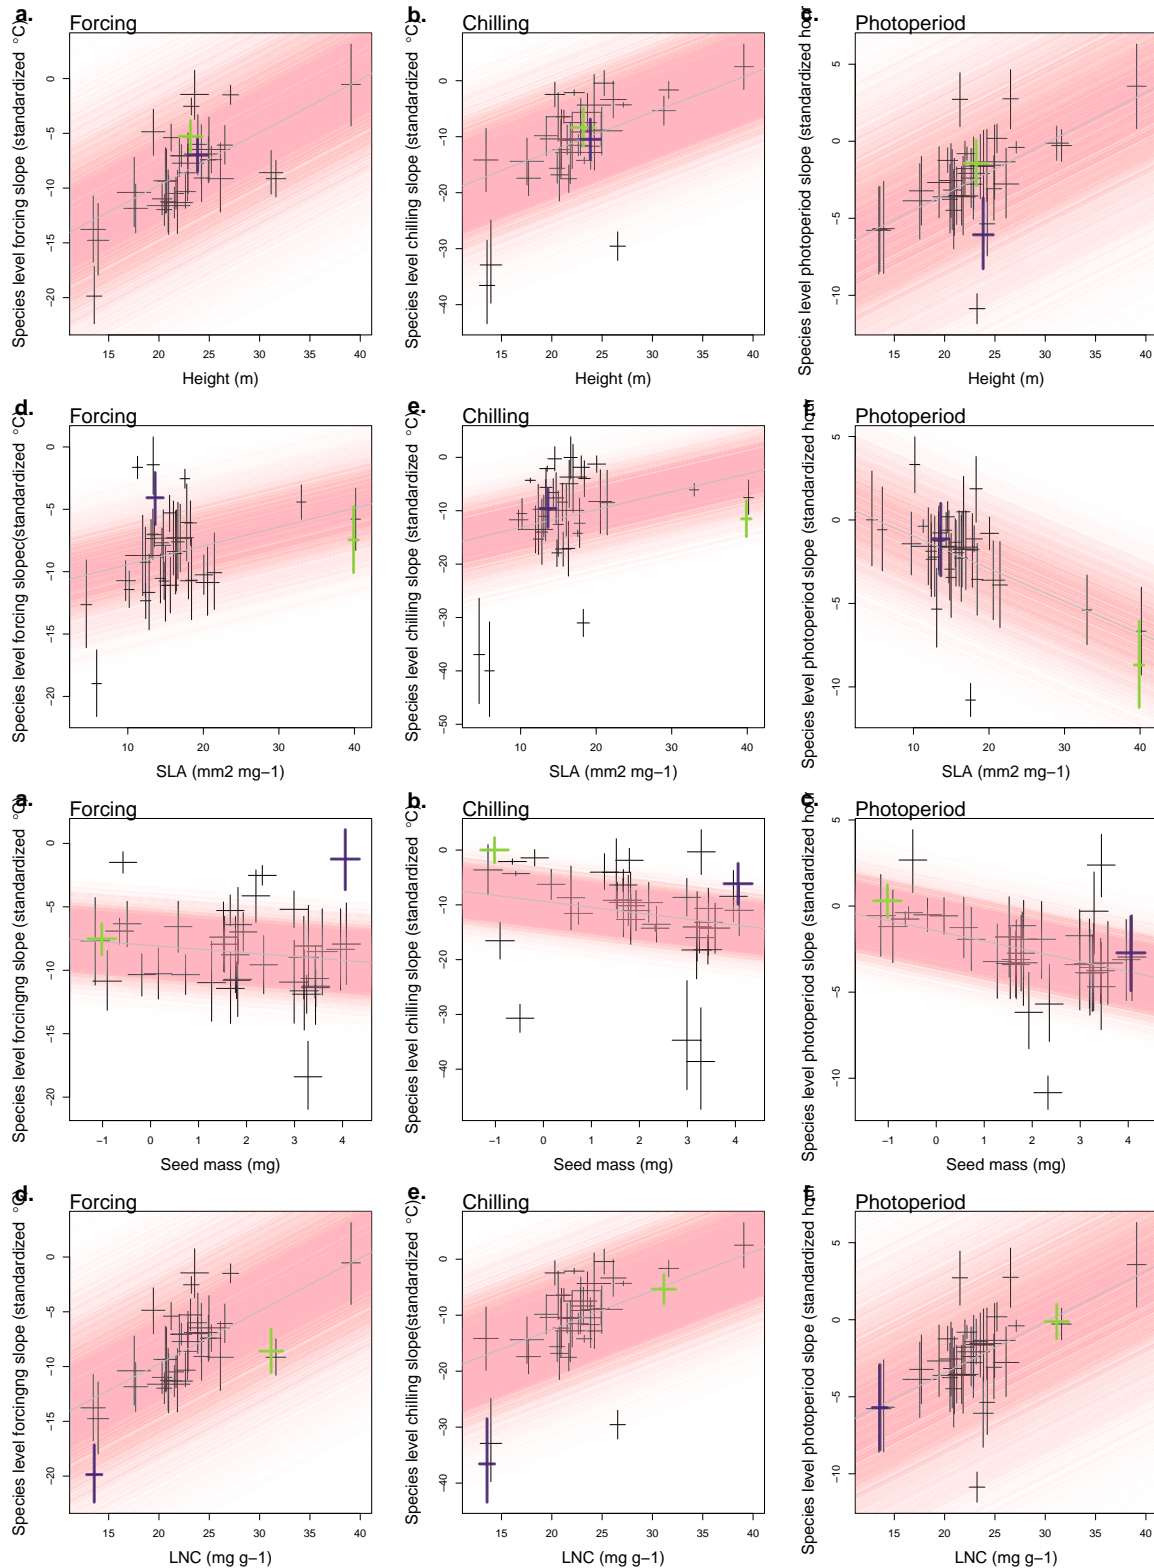 a. Forcing
Species level forcing slope (standardized °C)
0
−5
−10
−15
−20
15 20 25 30 35 40
Height (m)
b. Chilling
Species level chilling slope (standardized °C)
0
−10
−20
−30
−40
15 20 25 30 35 40
Height (m)
Photoperiod
Species level photoperiod slope (standardized hour
5
0
−5
−10
15 20 25 30 35 40
Height (m)
d. Forcing
Species level forcing slopec(standardized °C)
0
−5
−10
−15
−20
10 20 30 40
SLA (mm2 mg−1)
e. Chilling
Species level chilling slope (standardized °C)
0
−10
−20
−30
−40
−50
10 20 30 40
SLA (mm2 mg−1)
f. Photoperiod
Species level photoperiod slope (standardized hour
5
0
−5
−10
10 20 30 40
SLA (mm2 mg−1)
a. Forcing
Species level forcingng slope (standardized °C)
0
−5
−10
−15
−20
−1 0 1 2 3 4
Seed mass (mg)
b. Chilling
Species level chilling slope (standardized °C)
0
−10
−20
−30
−40
−1 0 1 2 3 4
Seed mass (mg)
c. Photoperiod
Species level photoperiod slope (standardized hour
5
0
−5
−10
−1 0 1 2 3 4
Seed mass (mg)
d. Forcing
Species level forcingng slope (standardized °C)
0
−5
−10
−15
−20
15 20 25 30 35 40
LNC (mg g−1)
e. Chilling
Species level chilling slope(standardized °C)
0
−10
−20
−30
−40
15 20 25 30 35 40
LNC (mg g−1)
f. Photoperiod
Species level photoperiod slope (standardized hour
5
0
−5
−10
15 20 25 30 35 40
LNC (mg g−1)